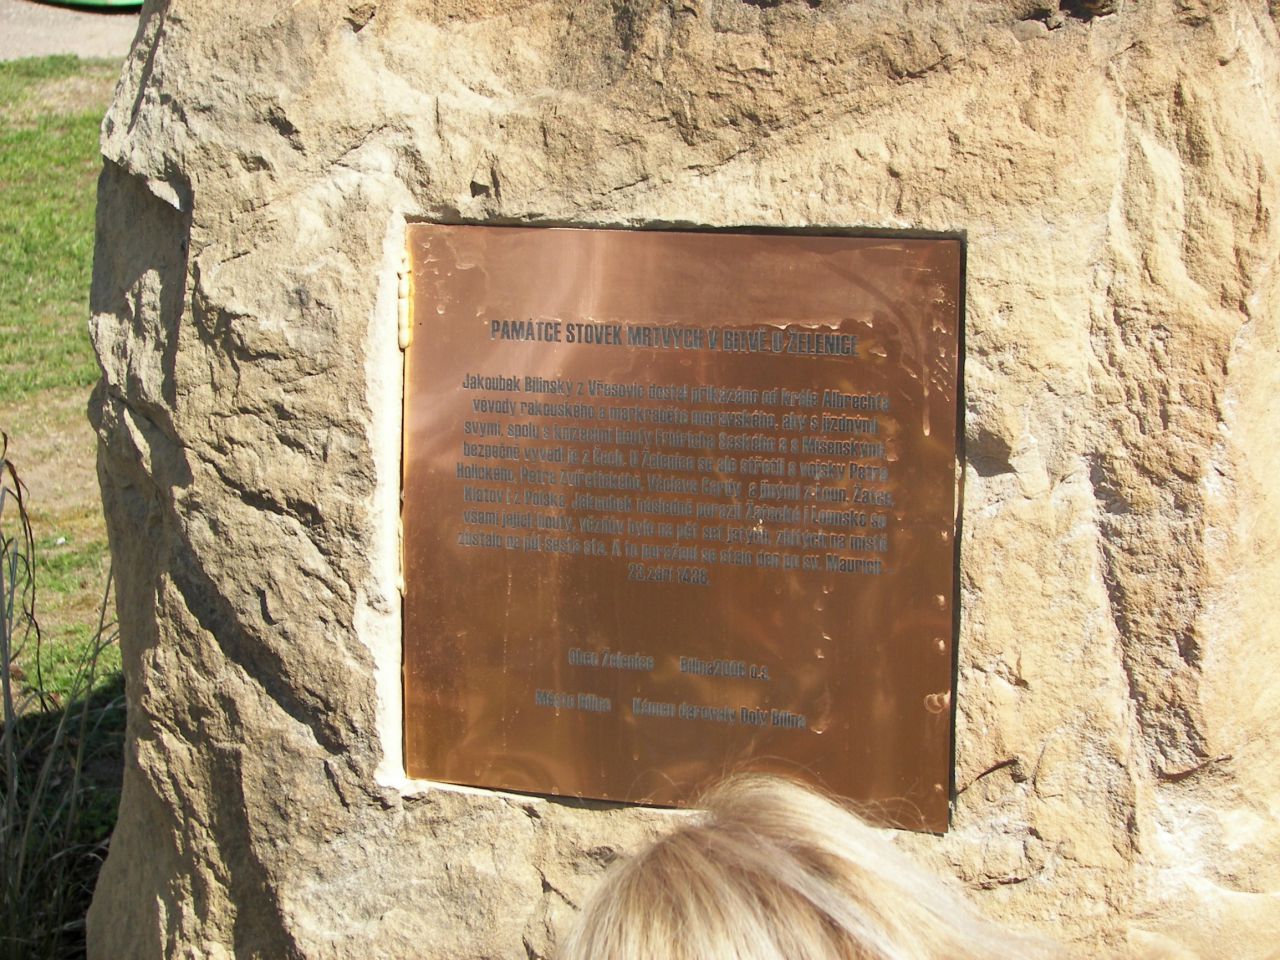 PAMÁTCE STOVEK MRTVÝCH V BITVĚ U ŽELENICE
Jakoubek Bílinský z Vřesovic dostal přikázáno od krále Albrechta
vévody rakouského a markraběte moravského, aby s jízdnými
svými, spolu s knížecími houfy Fridricha Saského a s Míšenskými
bezpečně vyvedl je z Čech. U Želenice se ale střetli s vojsky Petra
Holického, Petra Zvířetického, Václava Cardy a jinými z Loun, Žatce,
Klatov i z Polska. Jakoubek následně porazil Žatecké i Lounské se
všemi jejich houfy, vězňův bylo na pět set jatých, zbitých na místě
zůstalo na půl šesta sta. A to poražení se stalo den po sv. Mauricii –
23. září 1438.
Obec Želenice Bílina2006 o.s.
Město Bílina Kámen darovaly Doly Bílina